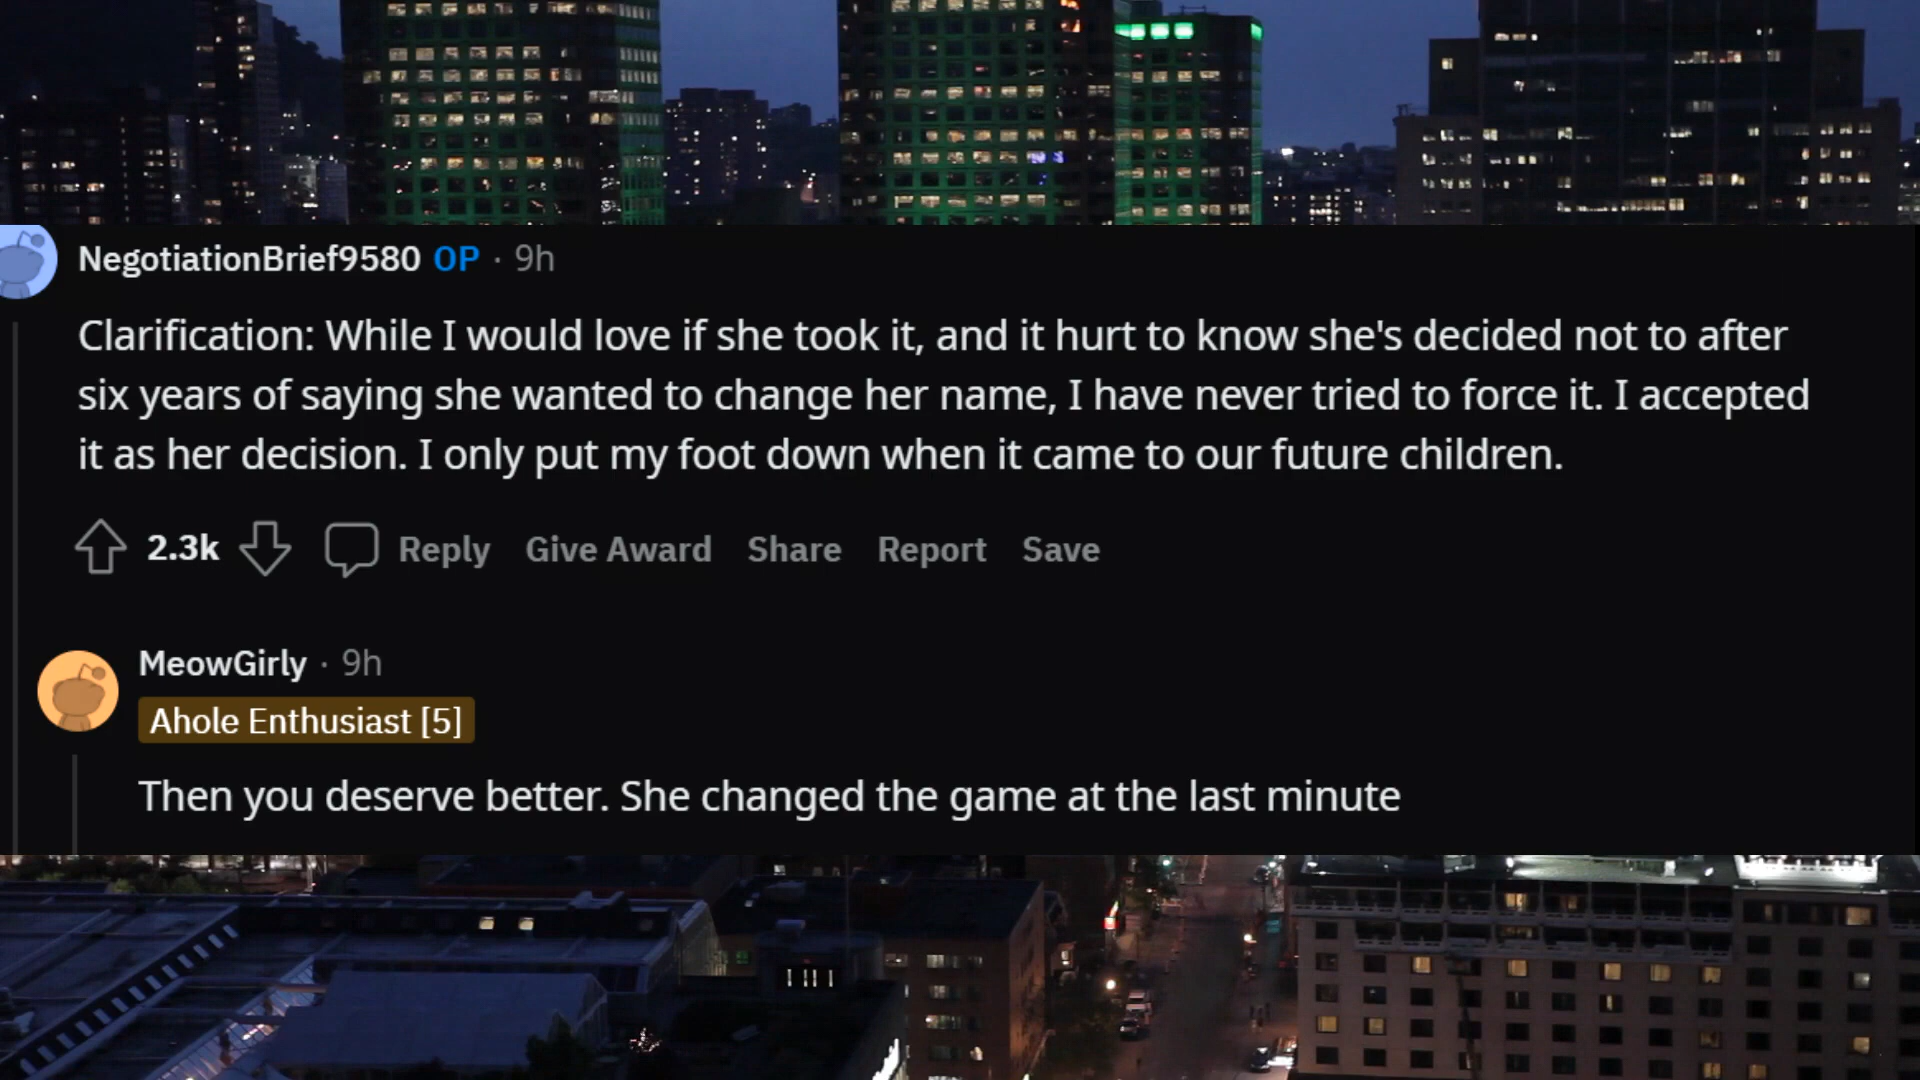 NegotiationBrief9580 OP · 9h
Clarification: While I would love if she took it, and it hurt to know she's decided not to after
six years of saying she wanted to change her name, I have never tried to force it. I accepted
it as her decision. I only put my foot down when it came to our future children.
2.3k Reply Give Award Share Report Save
MeowGirly · 9h
Ahole Enthusiast [5]
Then you deserve better. She changed the game at the last minute